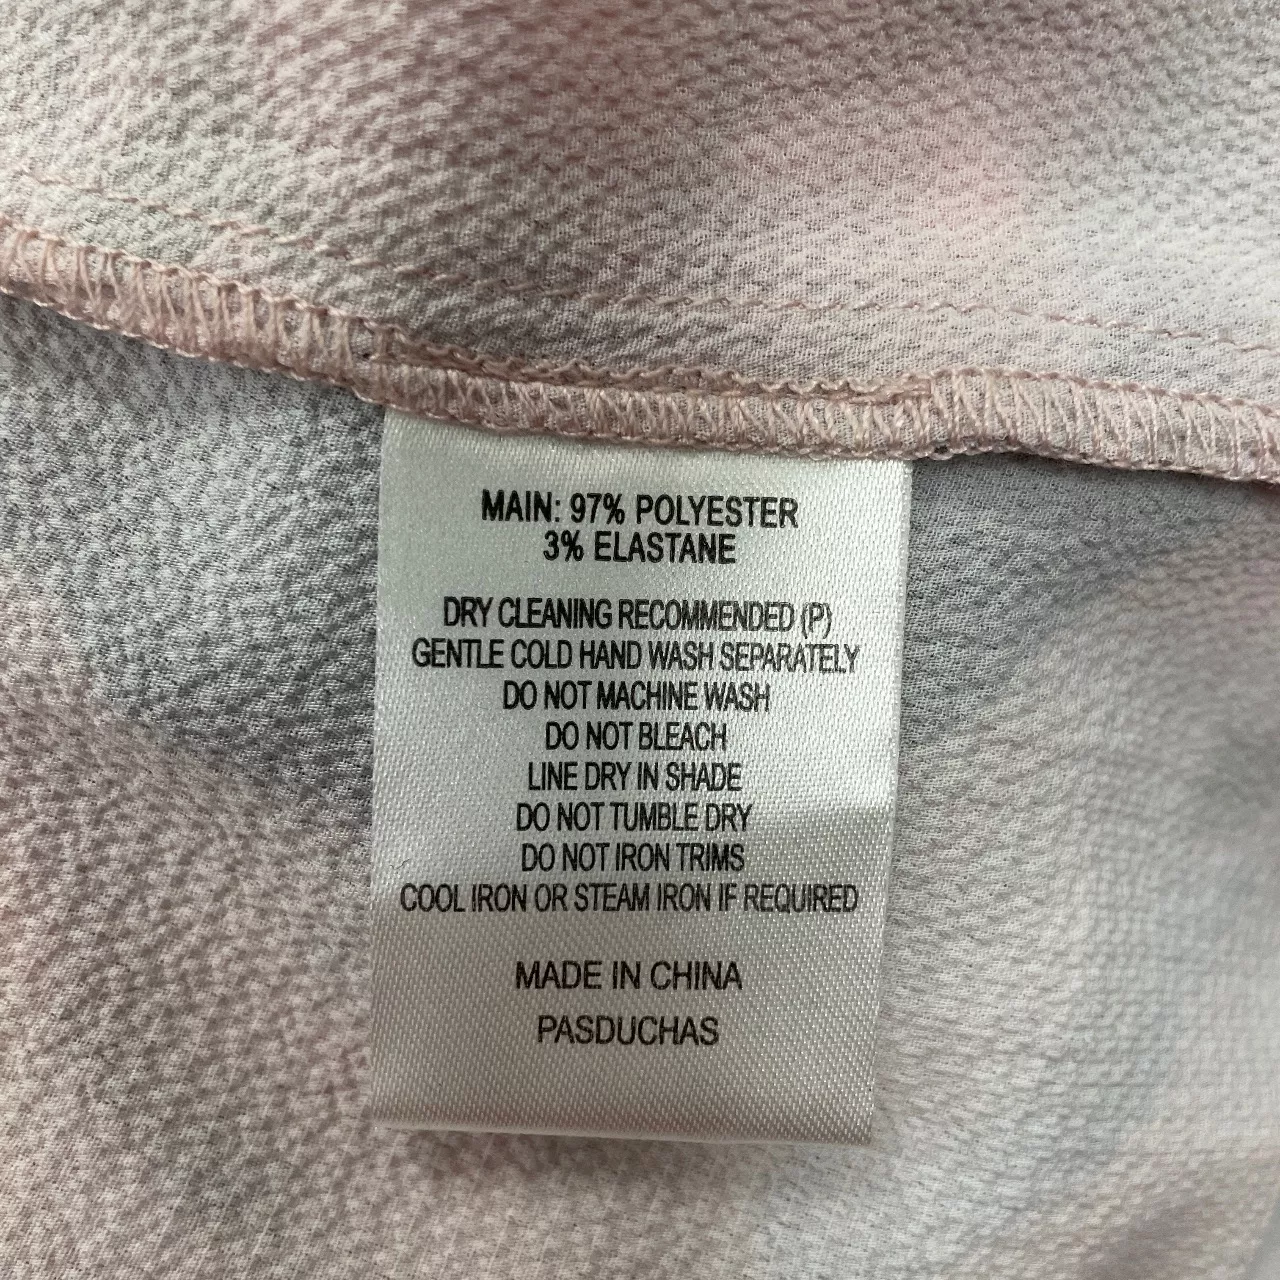 MAIN: 97% POLYESTER
3% ELASTANE
DRY CLEANING RECOMMENDED (P)
GENTLE COLD HAND WASH SEPARATELY
DO NOT MACHINE WASH
DO NOT BLEACH
LINE DRY IN SHADE
DO NOT TUMBLE DRY
DO NOT IRON TRIMS
COOL IRON OR STEAM IRON IF REQUIRED
MADE IN CHINA
PASDUCHAS